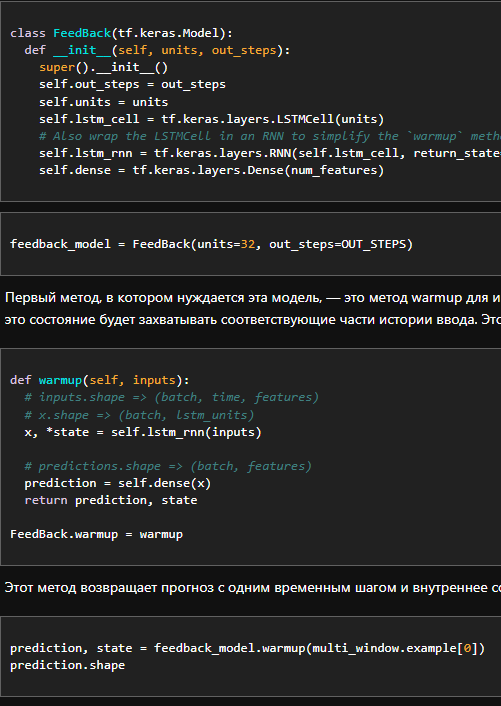 class FeedBack(tf.keras.Model):
  def __init__(self, units, out_steps):
    super().__init__()
    self.out_steps = out_steps
    self.units = units
    self.lstm_cell = tf.keras.layers.LSTMCell(units)
    # Also wrap the LSTMCell in an RNN to simplify the `warmup`
    self.lstm_rnn = tf.keras.layers.RNN(self.lstm_cell, return_state
    self.dense = tf.keras.layers.Dense(num_features)
feedback_model = FeedBack(units=32, out_steps=OUT_STEPS)
Первый метод, в котором нуждается эта модель, — это метод warmup для
это состояние будет захватывать соответствующие части истории ввода.
def warmup(self, inputs):
  # inputs.shape => (batch, time, features)
  # x.shape => (batch, lstm_units)
  x, *state = self.lstm_rnn(inputs)
  # predictions.shape => (batch, features)
  prediction = self.dense(x)
  return prediction, state
FeedBack.warmup = warmup
Этот метод возвращает прогноз с одним временным шагом и внутреннее
prediction, state = feedback_model.warmup(multi_window.example[0])
prediction.shape